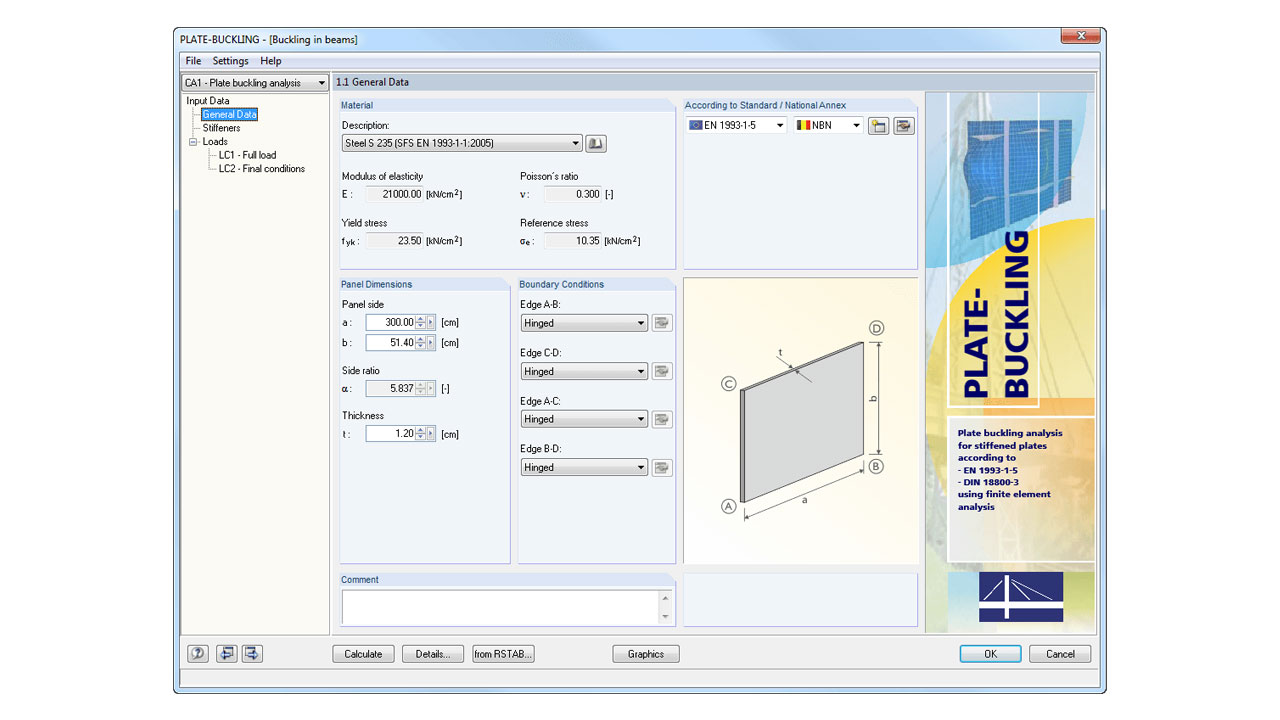 PLATE-BUCKLING - [Buckling in beams]
File Settings Help
CA1 - Plate buckling analysis
Input Data
General Data
Stiffeners
Loads
LC1 - Full load
LC2 - Final conditions
1.1 General Data
Material
Description:
Steel S 235 (SFS EN 1993-1-1:2005)
Modulus of elasticity
E : 21000.00 [kN/cm²]
Poisson's ratio
ν : 0.300 [-]
Yield stress
fyk : 23.50 [kN/cm²]
Reference stress
σe : 10.35 [kN/cm²]
According to Standard / National Annex
EN 1993-1-5 NBN
Panel Dimensions
Panel side
a : 300.00 [cm]
b : 51.40 [cm]
Side ratio
α : 5.837 [-]
Thickness
t : 1.20 [cm]
Boundary Conditions
Edge A-B:
Hinged
Edge C-D:
Hinged
Edge A-C:
Hinged
Edge B-D:
Hinged
D
t
C
b
B
A
a
PLATE-
BUCKLING
Plate buckling analysis
for stiffened plates
according to
- EN 1993-1-5
- DIN 18800-3
using finite element
analysis
Comment
Calculate Details... from RSTAB... Graphics OK Cancel